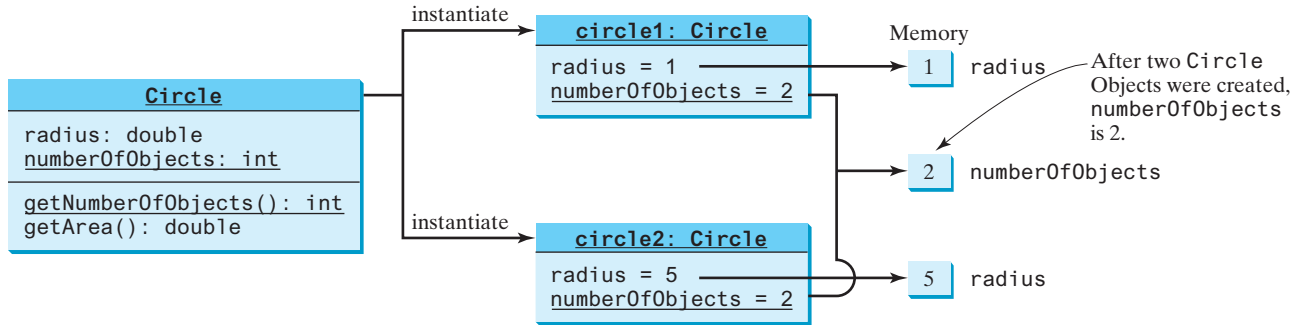 instantiate
circle1: Circle
radius = 1
numberOfObjects = 2
Memory
1 radius
After two Circle
Objects were created,
numberOfObjects
is 2.
Circle
radius: double
numberOfObjects: int
getNumberOfObjects(): int
getArea(): double
2 numberOfObjects
instantiate
circle2: Circle
radius = 5
numberOfObjects = 2
5 radius